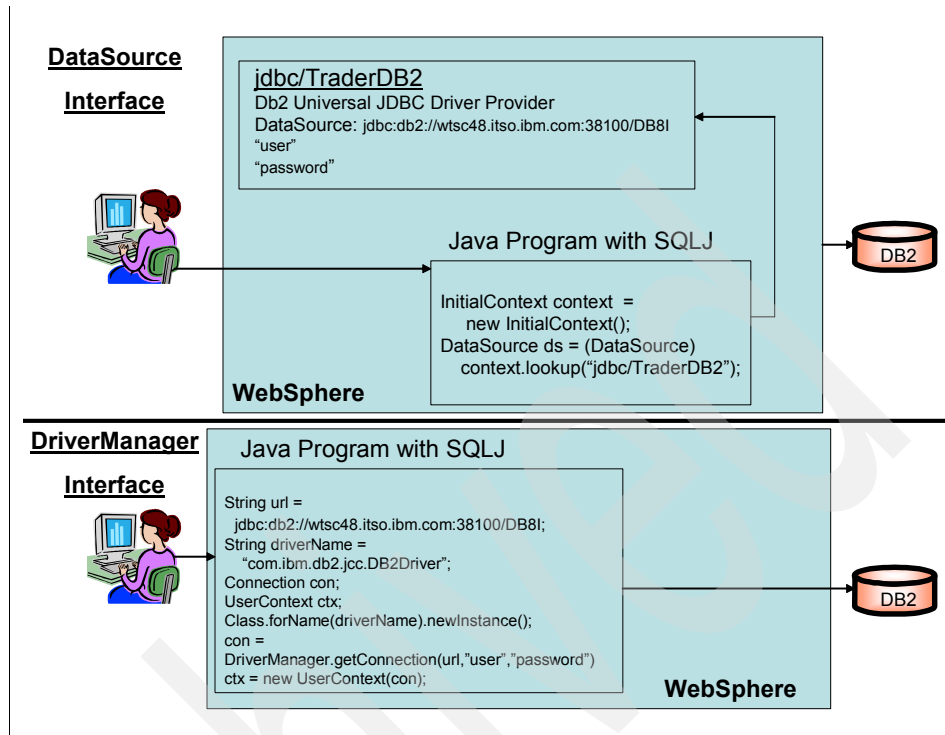 DataSource
Interface
jdbc/TraderDB2
Db2 Universal JDBC Driver Provider
DataSource: jdbc:db2://wtsc48.itso.ibm.com:38100/DB8I
“user”
“password”
Java Program with SQLJ
InitialContext context =
new InitialContext();
DataSource ds = (DataSource)
context.lookup(“jdbc/TraderDB2”);
WebSphere
DB2
DriverManager
Interface
Java Program with SQLJ
String url =
jdbc:db2://wtsc48.itso.ibm.com:38100/DB8I;
String driverName =
“com.ibm.db2.jcc.DB2Driver”;
Connection con;
UserContext ctx;
Class.forName(driverName).newInstance();
con =
DriverManager.getConnection(url,”user”,”password”)
ctx = new UserContext(con);
WebSphere
DB2